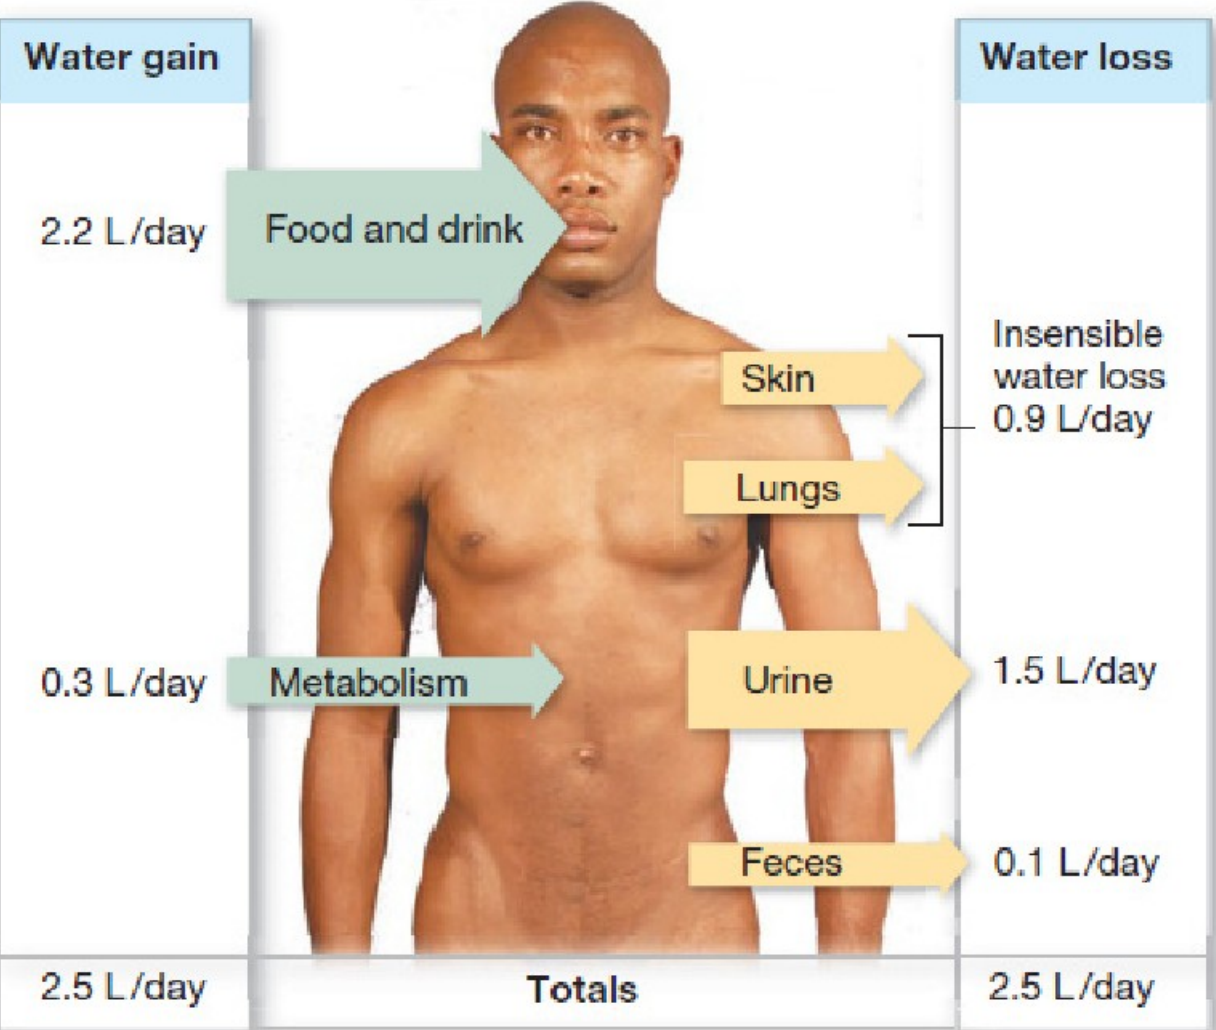 Water gain
Water loss
2.2 L/day
Food and drink
Skin
Lungs
Insensible
water loss
0.9 L/day
0.3 L/day
Metabolism
Urine
1.5 L/day
Feces
0.1 L/day
2.5 L/day
Totals
2.5 L/day